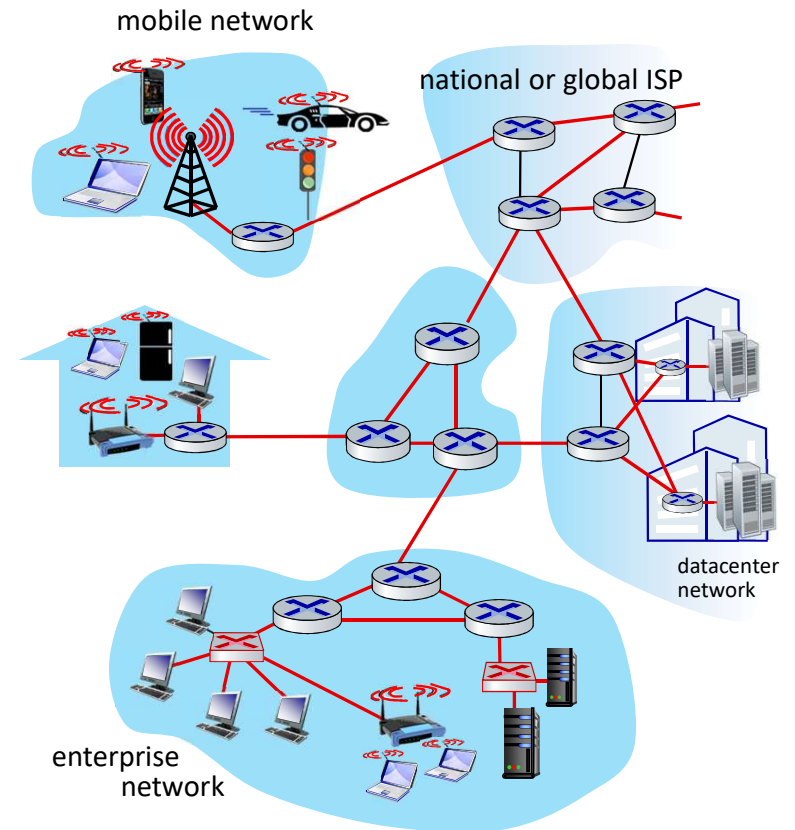 mobile network
national or global ISP
datacenter
network
enterprise
network